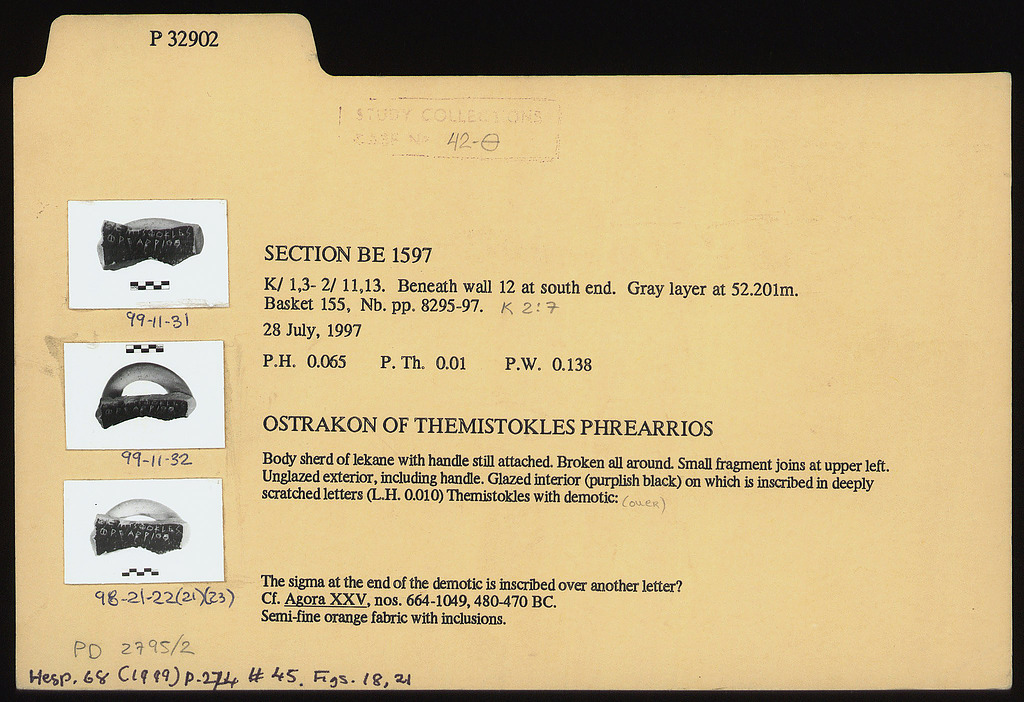 P 32902
STUDY COLLECTIONS
CASE No 42-Θ
SECTION BE 1597
K/ 1,3- 2/ 11,13. Beneath wall 12 at south end. Gray layer at 52.201m.
Basket 155, Nb. pp. 8295-97. K 2:7
28 July, 1997
P.H. 0.065 P. Th. 0.01 P.W. 0.138
99-11-31
99-11-32
98-21-22(21)(23)
OSTRAKON OF THEMISTOKLES PHREARRIOS
Body sherd of lekane with handle still attached. Broken all around. Small fragment joins at upper left.
Unglazed exterior, including handle. Glazed interior (purplish black) on which is inscribed in deeply
scratched letters (L.H. 0.010) Themistokles with demotic: (over)
The sigma at the end of the demotic is inscribed over another letter?
Cf. Agora XXV, nos. 664-1049, 480-470 BC.
Semi-fine orange fabric with inclusions.
PD 2795/2
Hesp. 68 (1999) p.274 # 45. Figs. 18, 21